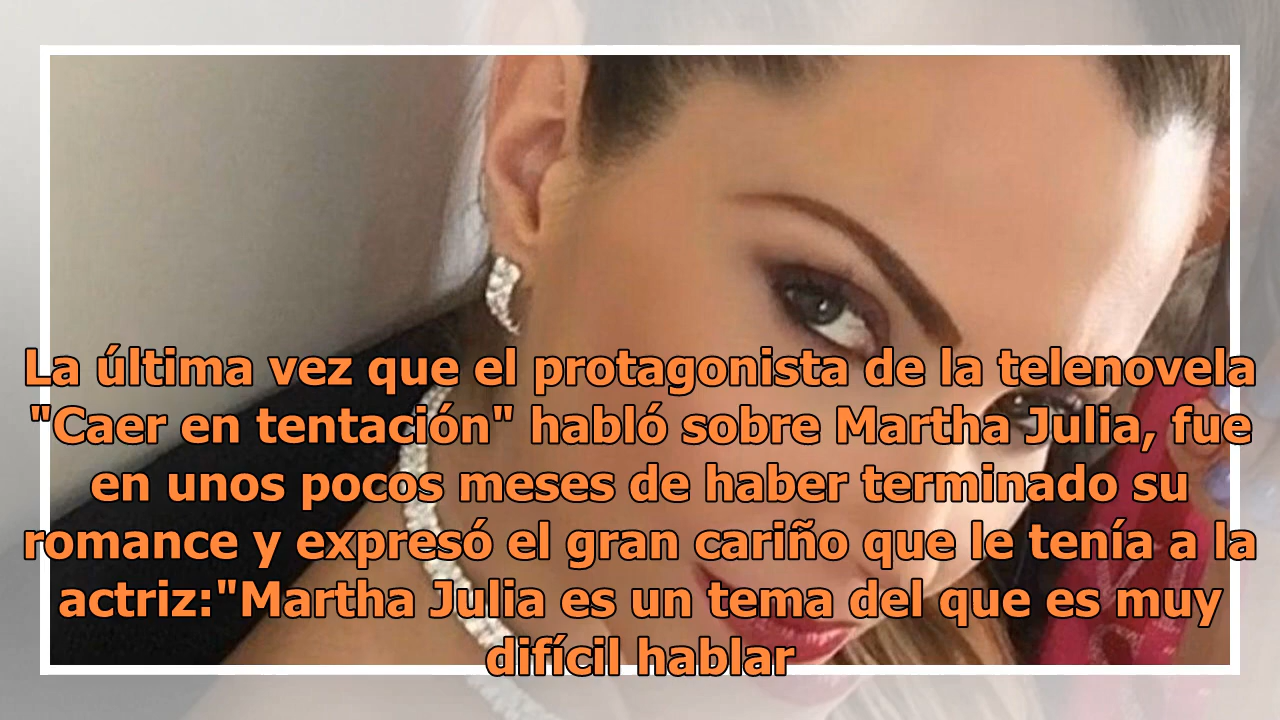 La última vez que el protagonista de la telenovela
"Caer en tentación" habló sobre Martha Julia, fue
en unos pocos meses de haber terminado su
romance y expresó el gran cariño que le tenía a la
actriz:"Martha Julia es un tema del que es muy
difícil hablar